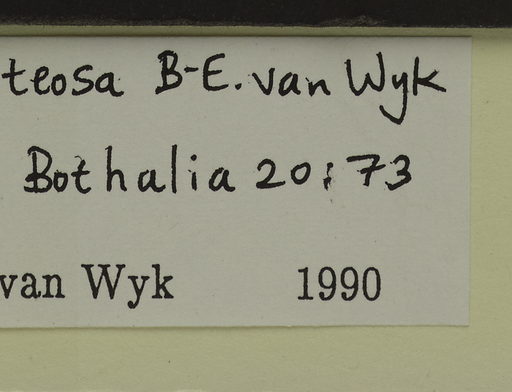 teosa B-E. van Wyk
Bothalia 20:73
van Wyk 1990